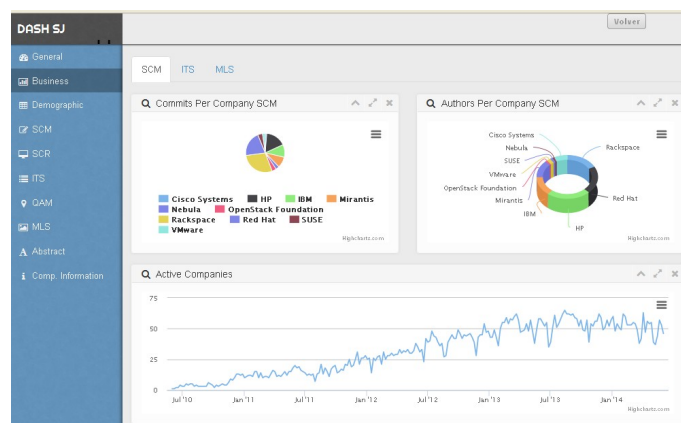 DASH SJ
Volver
General
Business
Demographic
SCM
SCR
ITS
QAM
MLS
Abstract
Comp. Information
SCM ITS MLS
Commits Per Company SCM
Cisco Systems HP IBM Mirantis
Nebula OpenStack Foundation
Rackspace Red Hat SUSE
VMware
Highcharts.com
Authors Per Company SCM
Cisco Systems
Nebula
SUSE
VMware
OpenStack Foundation
Mirantis
IBM
HP
Red Hat
Rackspace
Highcharts.com
Active Companies
75
50
25
0
Jul '10 Jan '11 Jul '11 Jan '12 Jul '12 Jan '13 Jul '13 Jan '14
Highcharts.com